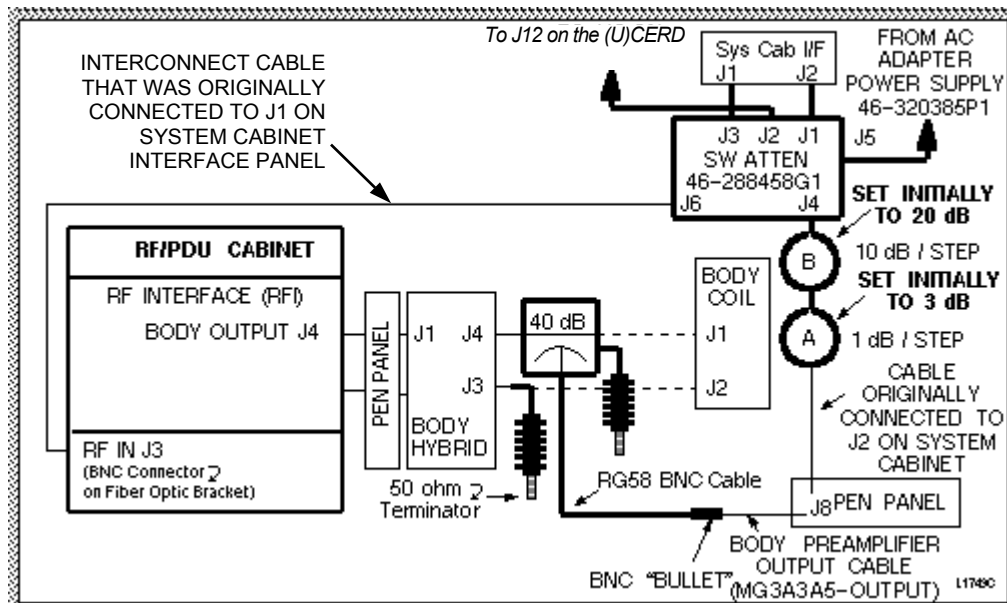 To J12 on the (U)CERD
INTERCONNECT CABLE
THAT WAS ORIGINALLY
CONNECTED TO J1 ON
SYSTEM CABINET
INTERFACE PANEL
Sys Cab I/F
J1 J2
FROM AC
ADAPTER
POWER SUPPLY
46-320385P1
J3 J2 J1
J5
SW ATTEN
46-288458G1
J6 J4
SET INITIALLY
TO 20 dB
B
10 dB / STEP
SET INITIALLY
TO 3 dB
A
1 dB / STEP
CABLE
ORIGINALLY
CONNECTED TO
J2 ON SYSTEM
CABINET
RF/PDU CABINET
RF INTERFACE (RFI)
BODY OUTPUT J4
RF IN J3
(BNC Connector
on Fiber Optic Bracket)
PEN PANEL
J1 J4
J3
BODY
HYBRID
40 dB
BODY
COIL
J1
J2
50 ohm
Terminator
RG58 BNC Cable
J8 PEN PANEL
BNC "BULLET"
BODY PREAMPLIFIER
OUTPUT CABLE
(MG3A3A5-OUTPUT)
L1749C